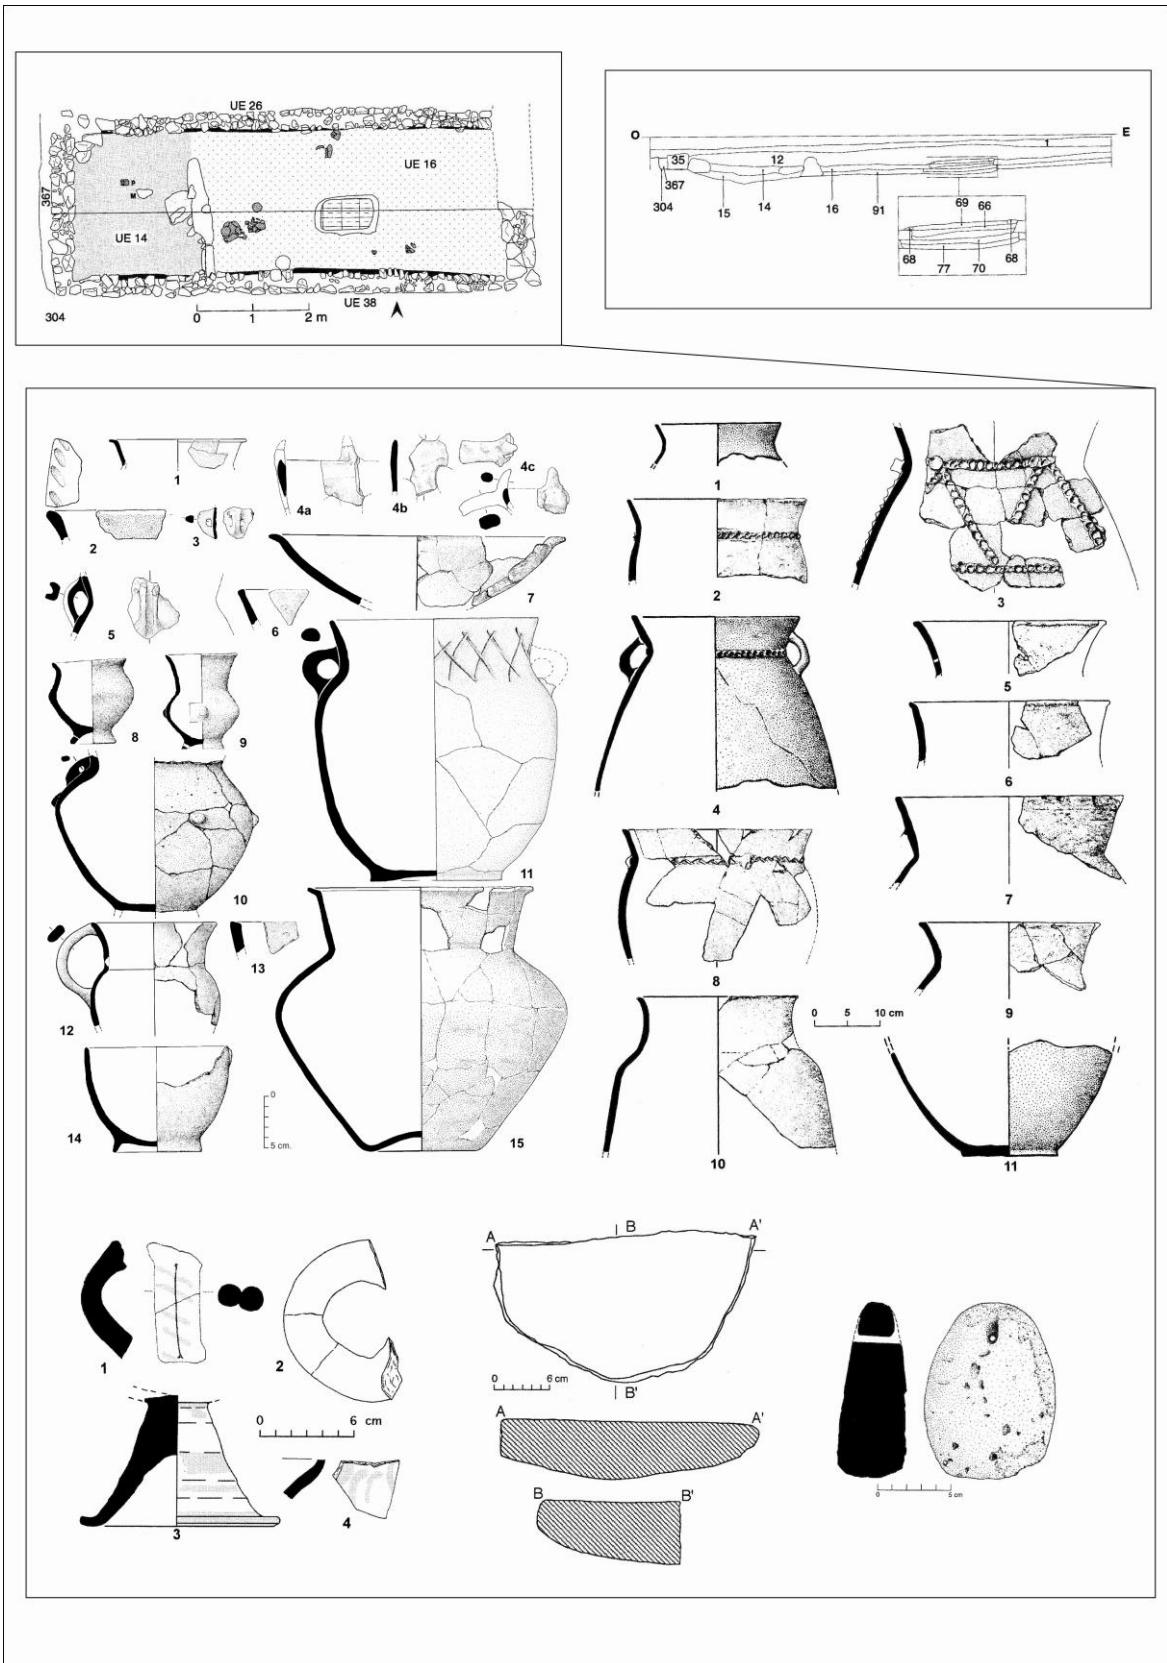 UE 26
UE 16
367
P
M
UE 14
UE 38
304
0 1 2 m
O E
1
35 12
367
304
15 14 16 91
69 66
68 68
77 70
1
2 3
4a 4b 4c
5 6 7
8 9
10 11
12 13
14 15
0
5 cm.
1
2 3
4 5
6
7
8 9
0 5 10 cm
10 11
1 2
3 4
0 6 cm
A B A'
0 6 cm
B'
A A'
B B'
0 5 cm